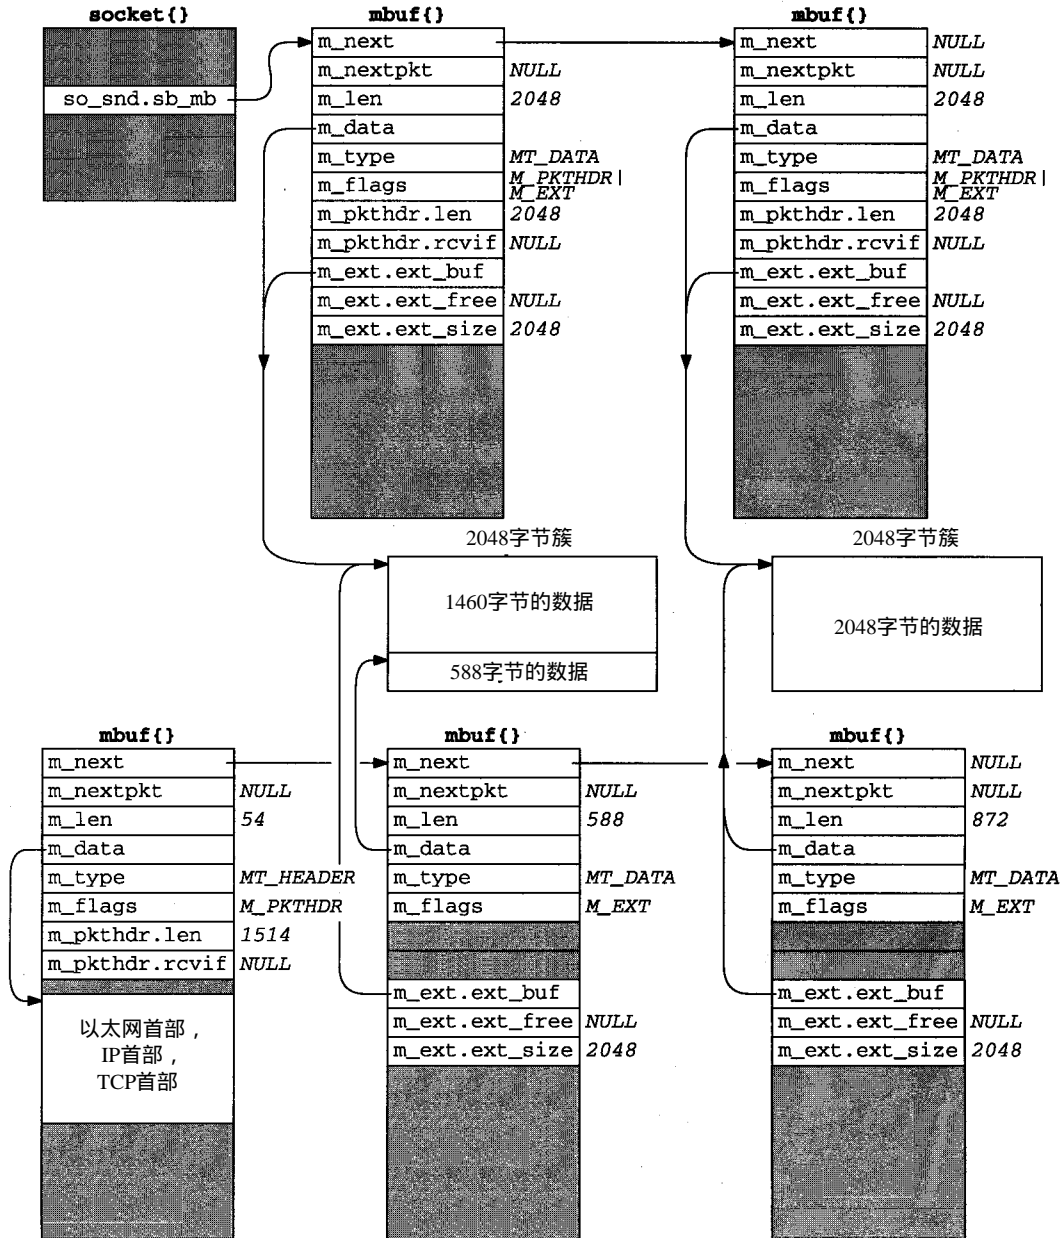 socket{}
so_snd.sb_mb
mbuf{}
m_next
m_nextpkt NULL
m_len 2048
m_data
m_type MT_DATA
m_flags M_PKTHDR|
M_EXT
m_pkthdr.len 2048
m_pkthdr.rcvif NULL
m_ext.ext_buf
m_ext.ext_free NULL
m_ext.ext_size 2048
mbuf{}
m_next NULL
m_nextpkt NULL
m_len 2048
m_data
m_type MT_DATA
m_flags M_PKTHDR|
M_EXT
m_pkthdr.len 2048
m_pkthdr.rcvif NULL
m_ext.ext_buf
m_ext.ext_free NULL
m_ext.ext_size 2048
2048字节簇
1460字节的数据
588字节的数据
2048字节簇
2048字节的数据
mbuf{}
m_next
m_nextpkt NULL
m_len 54
m_data
m_type MT_HEADER
m_flags M_PKTHDR
m_pkthdr.len 1514
m_pkthdr.rcvif NULL
以太网首部，
IP首部，
TCP首部
mbuf{}
m_next
m_nextpkt NULL
m_len 588
m_data
m_type MT_DATA
m_flags M_EXT
m_ext.ext_buf
m_ext.ext_free NULL
m_ext.ext_size 2048
mbuf{}
m_next NULL
m_nextpkt NULL
m_len 872
m_data
m_type MT_DATA
m_flags M_EXT
m_ext.ext_buf
m_ext.ext_free NULL
m_ext.ext_size 2048